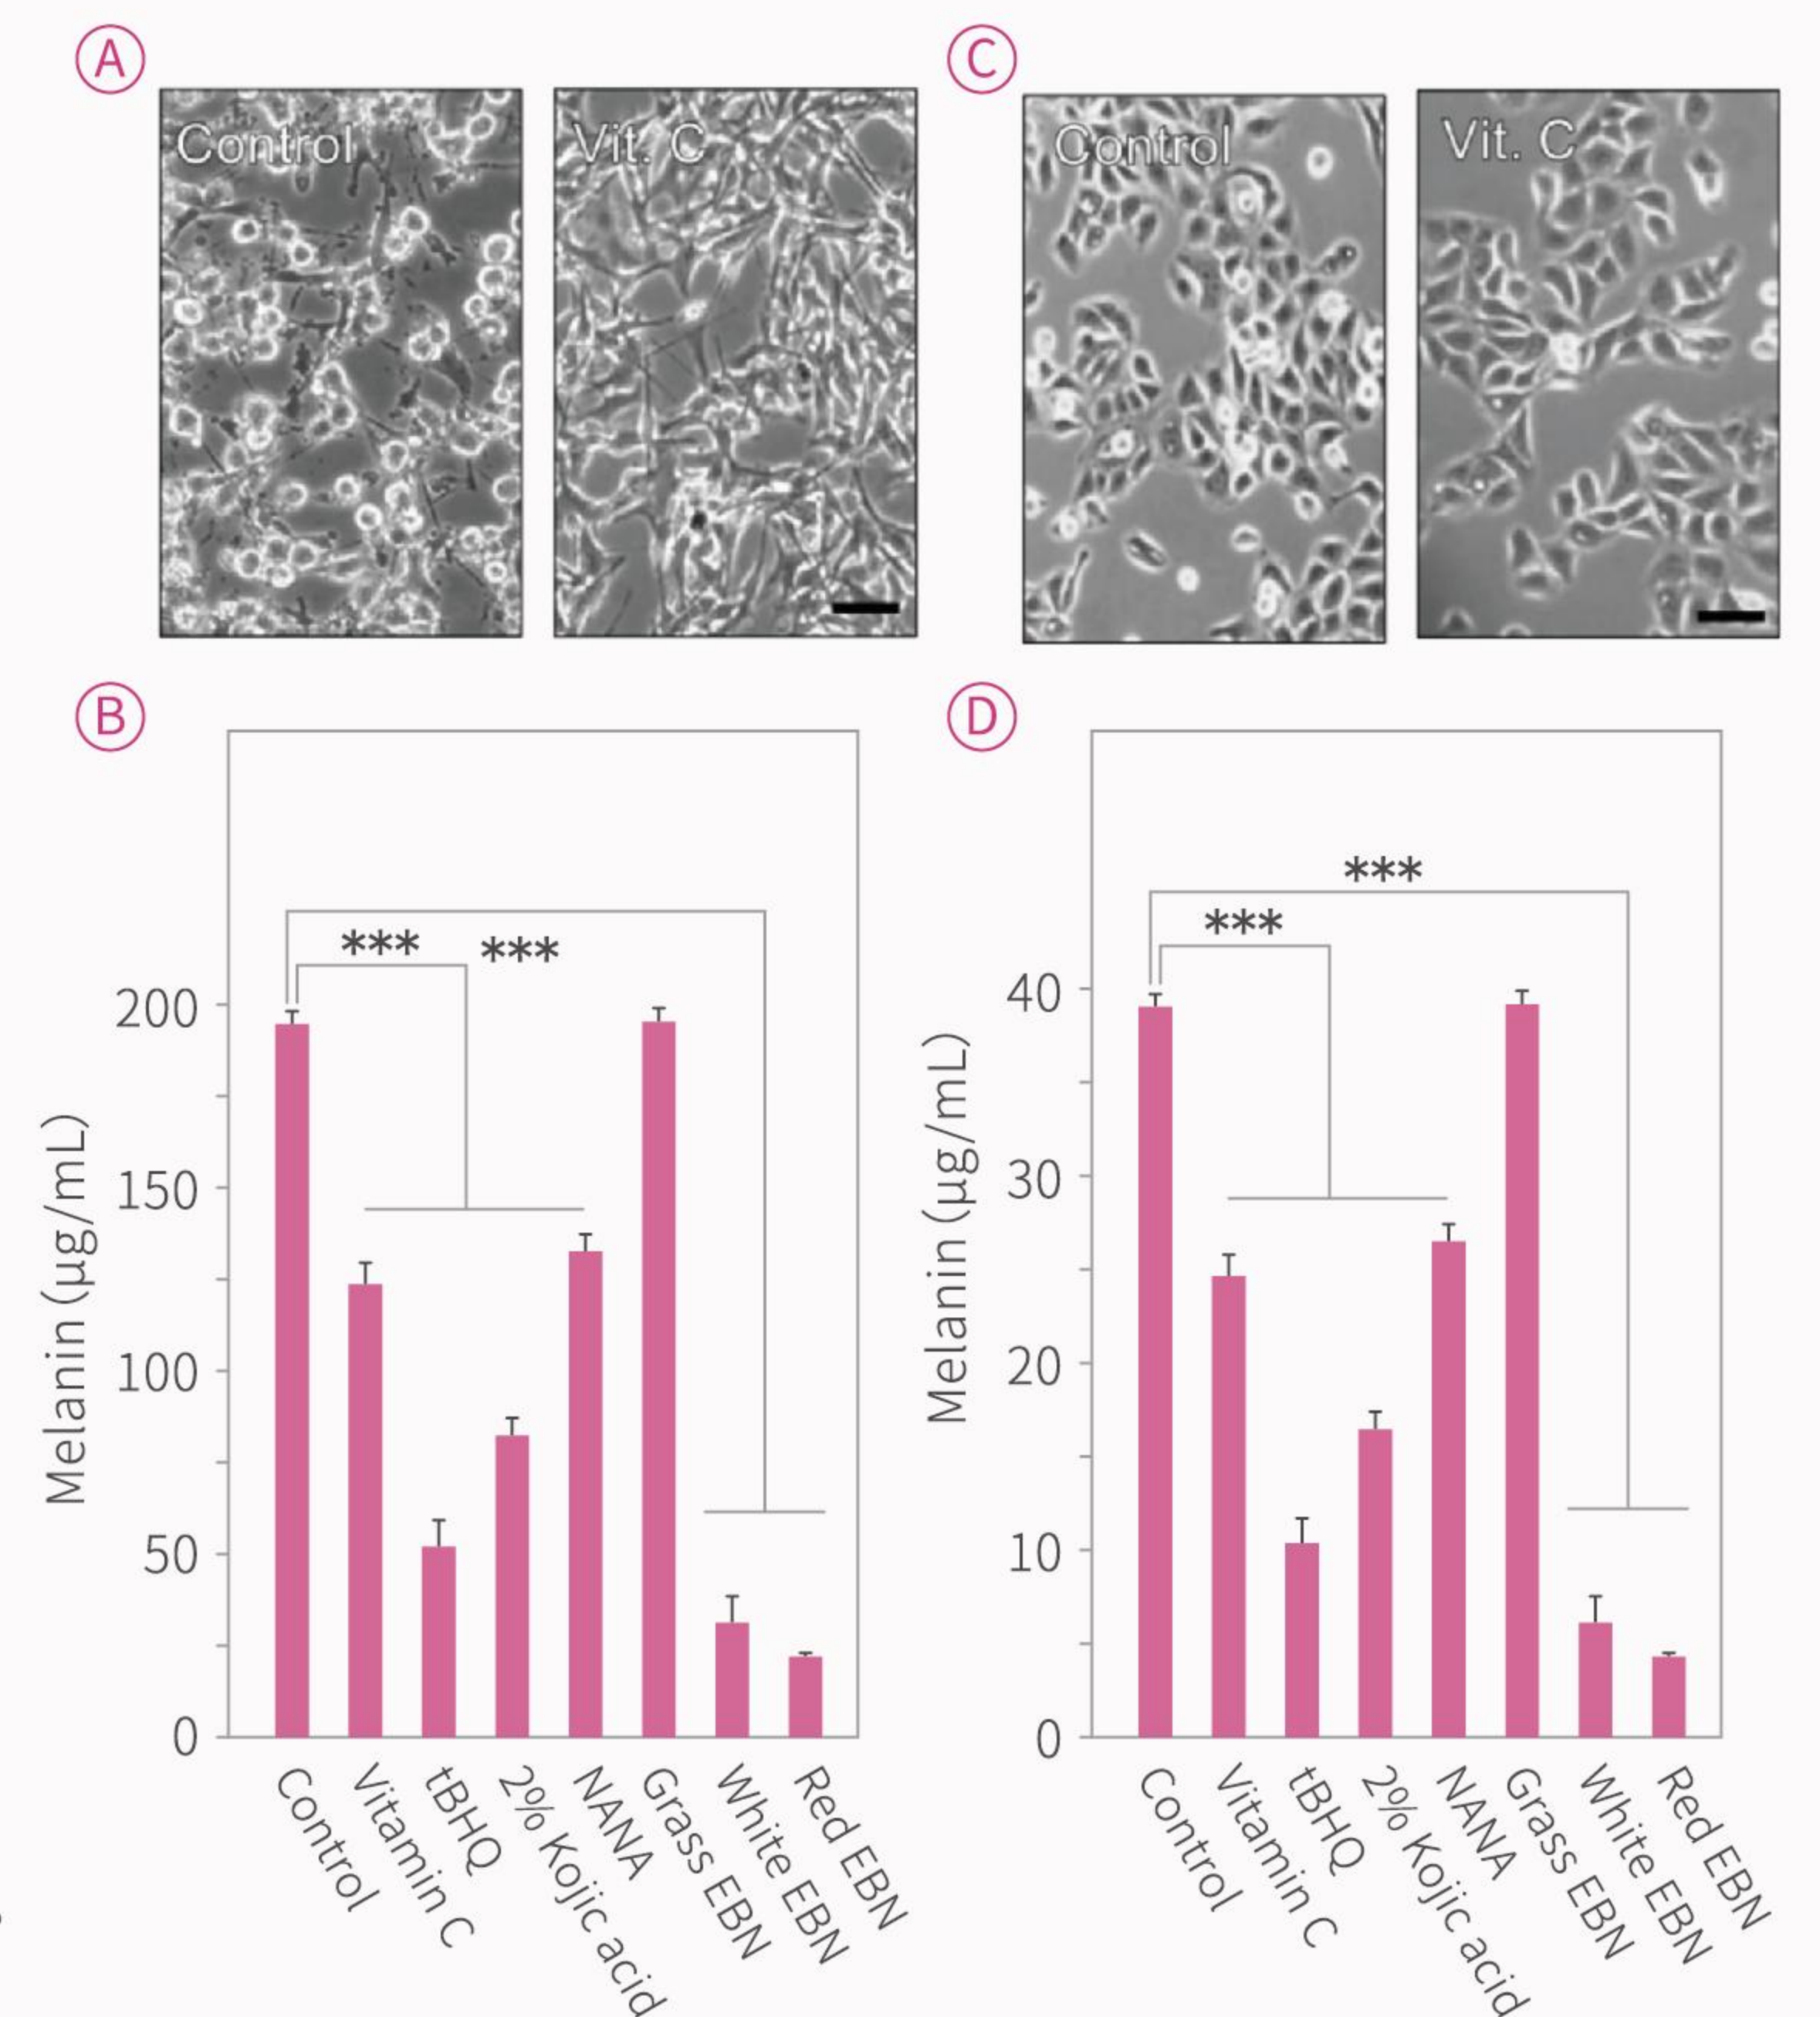 A
C
Control
Vit. C
Control
Vit. C
B
D
***
***
***
***
Melanin (µg/mL)
200
150
100
50
0
Control
Vitamin C
tBHQ
2% Kojic acid
NANA
Grass EBN
White EBN
Red EBN
Melanin (µg/mL)
40
30
20
10
0
Control
Vitamin C
tBHQ
2% Kojic acid
NANA
Grass EBN
White EBN
Red EBN